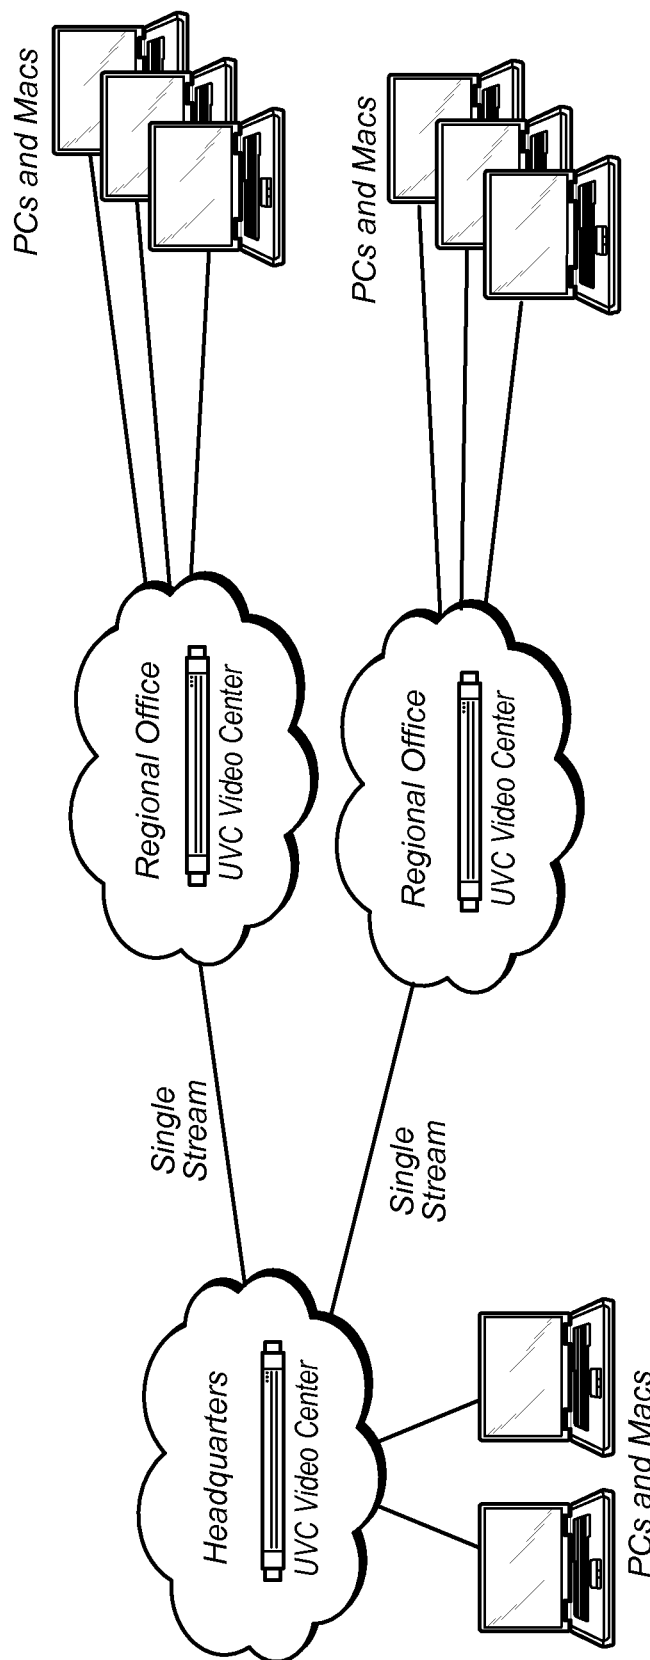 Headquarters
UVC Video Center
PCs and Macs
Single
Stream
Single
Stream
Regional Office
UVC Video Center
Regional Office
UVC Video Center
PCs and Macs
PCs and Macs